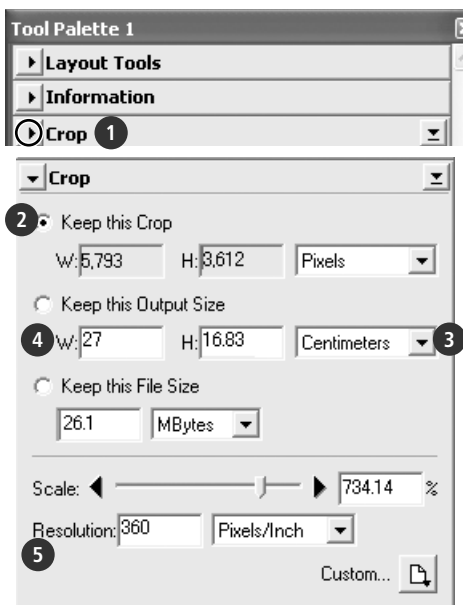 Tool Palette 1
Layout Tools
Information
Crop 1
Crop
2 Keep this Crop
W: 5,793 H: 3,612 Pixels
Keep this Output Size
4 W: 27 H: 16.83 Centimeters 3
Keep this File Size
26.1 MBytes
Scale: 734.14 %
Resolution: 360 Pixels/Inch
5
Custom...